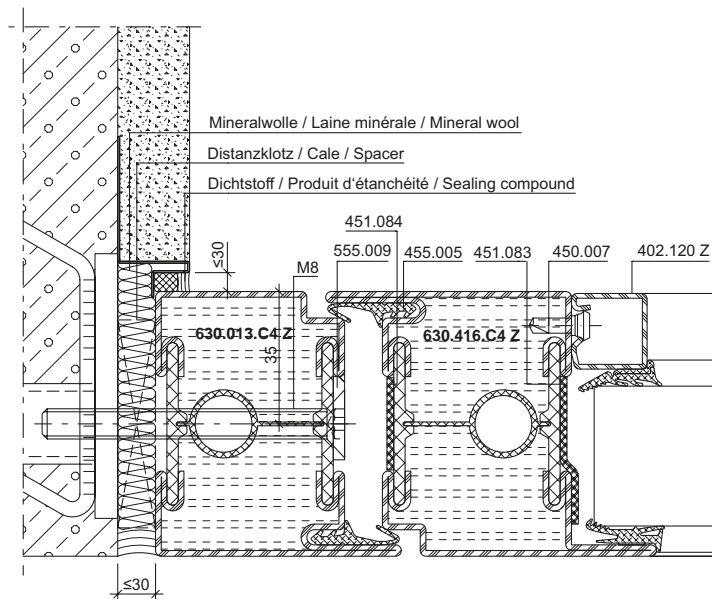 Mineralwolle / Laine minérale / Mineral wool
Distanzklotz / Cale / Spacer
Dichtstoff / Produit d‘étanchéité / Sealing compound
451.084
≤30
M8
555.009
455.005
451.083
450.007
402.120 Z
630.013.C4 Z
630.416.C4 Z
35
≤30